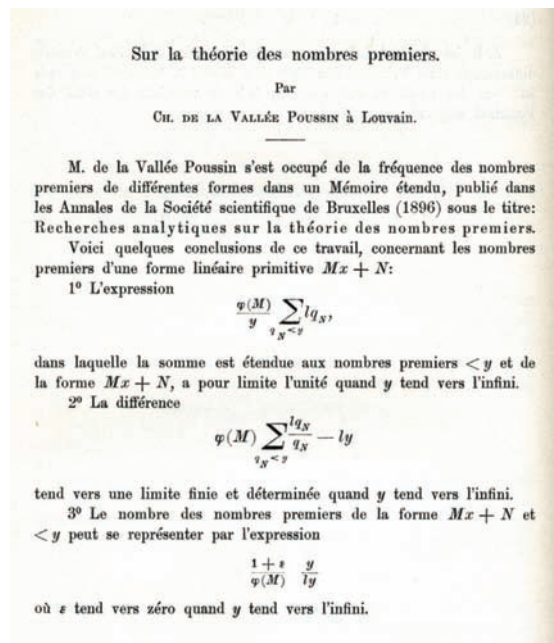 Sur la théorie des nombres premiers.
Par
CH. DE LA VALLÉE POUSSIN à Louvain.
M. de la Vallée Poussin s'est occupé de la fréquence des nombres
premiers de différentes formes dans un Mémoire étendu, publié dans
les Annales de la Société scientifique de Bruxelles (1896) sous le titre:
Recherches analytiques sur la théorie des nombres premiers.
Voici quelques conclusions de ce travail, concernant les nombres
premiers d'une forme linéaire primitive Mx + N:
1⁰ L'expression
φ(M)/y ∑_{q_N < y} lq_N,
dans laquelle la somme est étendue aux nombres premiers < y et de
la forme Mx + N, a pour limite l'unité quand y tend vers l'infini.
2⁰ La différence
φ(M) ∑_{q_N < y} lq_N/q_N — ly
tend vers une limite finie et déterminée quand y tend vers l'infini.
3⁰ Le nombre des nombres premiers de la forme Mx + N et
< y peut se représenter par l'expression
(1 + ε)/φ(M) y/ly
où ε tend vers zéro quand y tend vers l'infini.